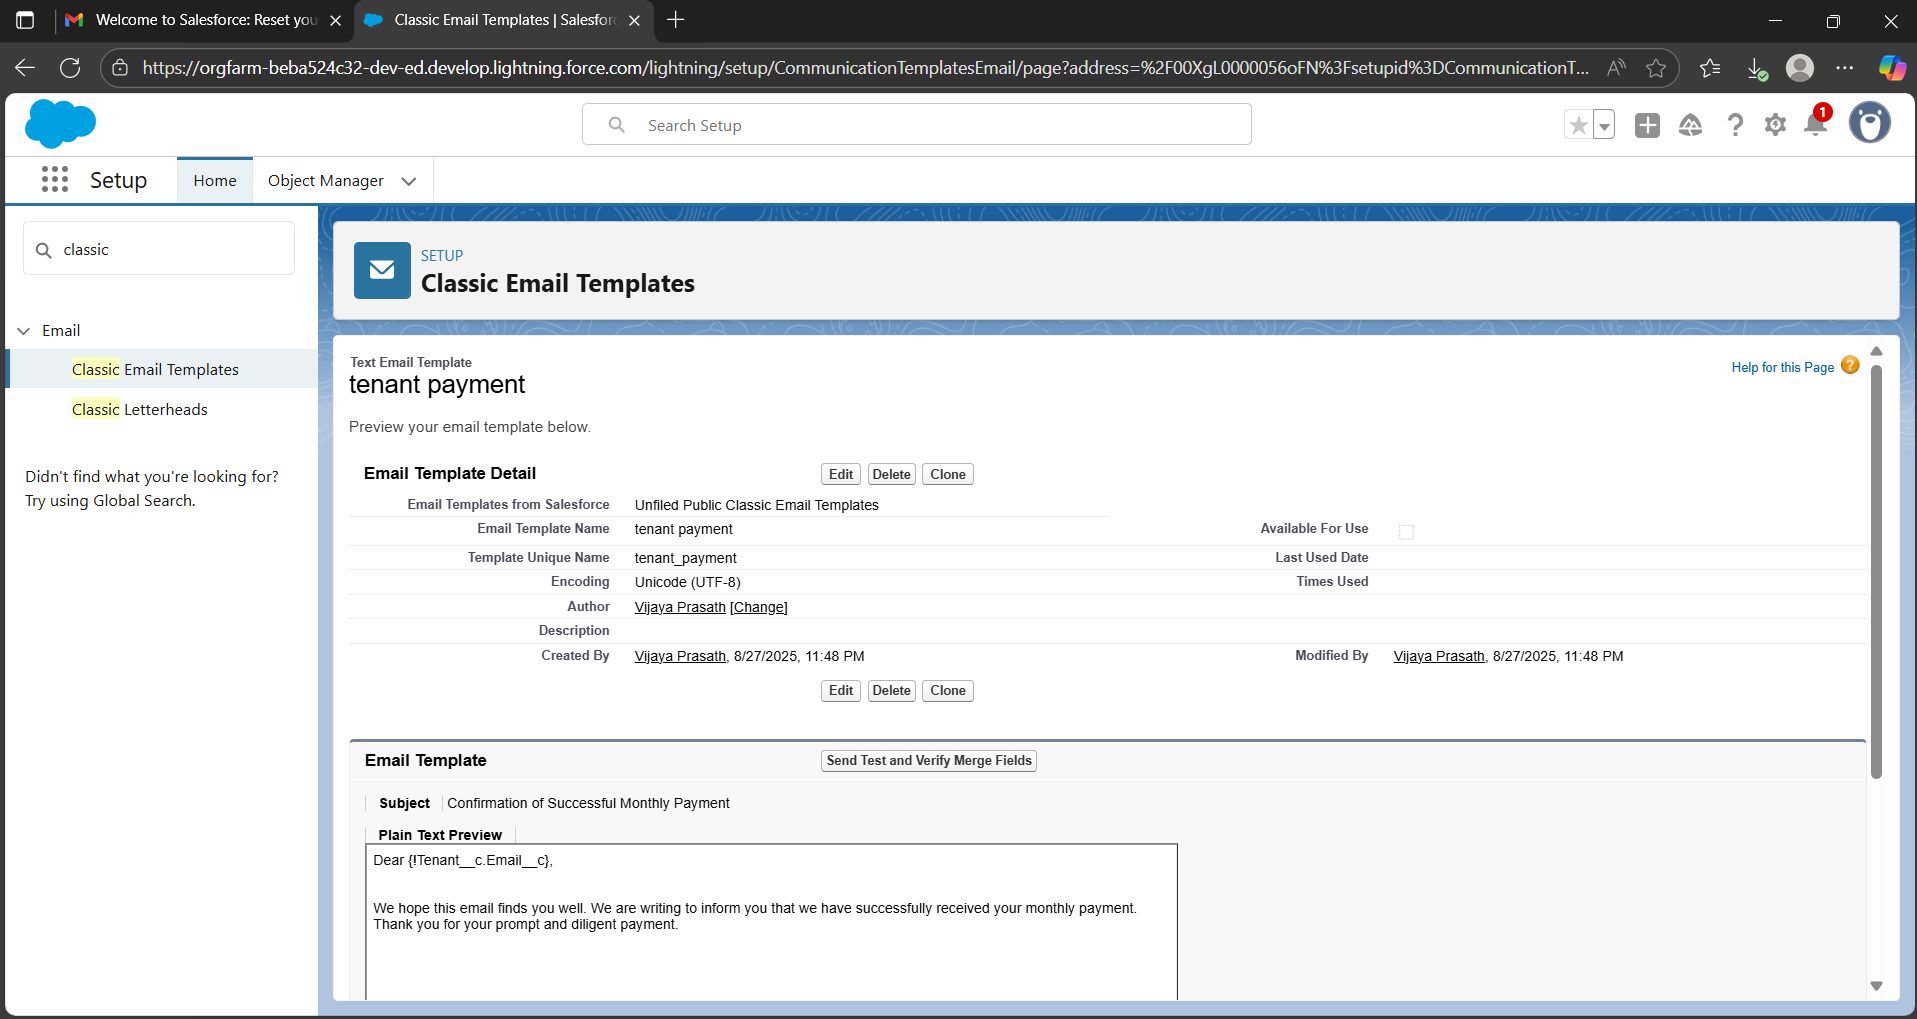 Welcome to Salesforce: Reset you
Classic Email Templates | Salesforc
https://orgfarm-beba524c32-dev-ed.develop.lightning.force.com/lightning/setup/CommunicationTemplatesEmail/page?address=%2F00XgL0000056oFN%3Fsetupid%3DCommunicationT...
Search Setup
1
Setup
Home
Object Manager
classic
Email
Classic Email Templates
Classic Letterheads
Didn't find what you're looking for?
Try using Global Search.
SETUP
Classic Email Templates
Text Email Template
tenant payment
Help for this Page
Preview your email template below.
Email Template Detail
Edit Delete Clone
Email Templates from Salesforce Unfiled Public Classic Email Templates
Email Template Name tenant payment Available For Use
Template Unique Name tenant_payment Last Used Date
Encoding Unicode (UTF-8) Times Used
Author Vijaya Prasath [Change]
Description
Created By Vijaya Prasath, 8/27/2025, 11:48 PM Modified By Vijaya Prasath, 8/27/2025, 11:48 PM
Edit Delete Clone
Email Template Send Test and Verify Merge Fields
Subject Confirmation of Successful Monthly Payment
Plain Text Preview
Dear {!Tenant__c.Email__c},
We hope this email finds you well. We are writing to inform you that we have successfully received your monthly payment.
Thank you for your prompt and diligent payment.